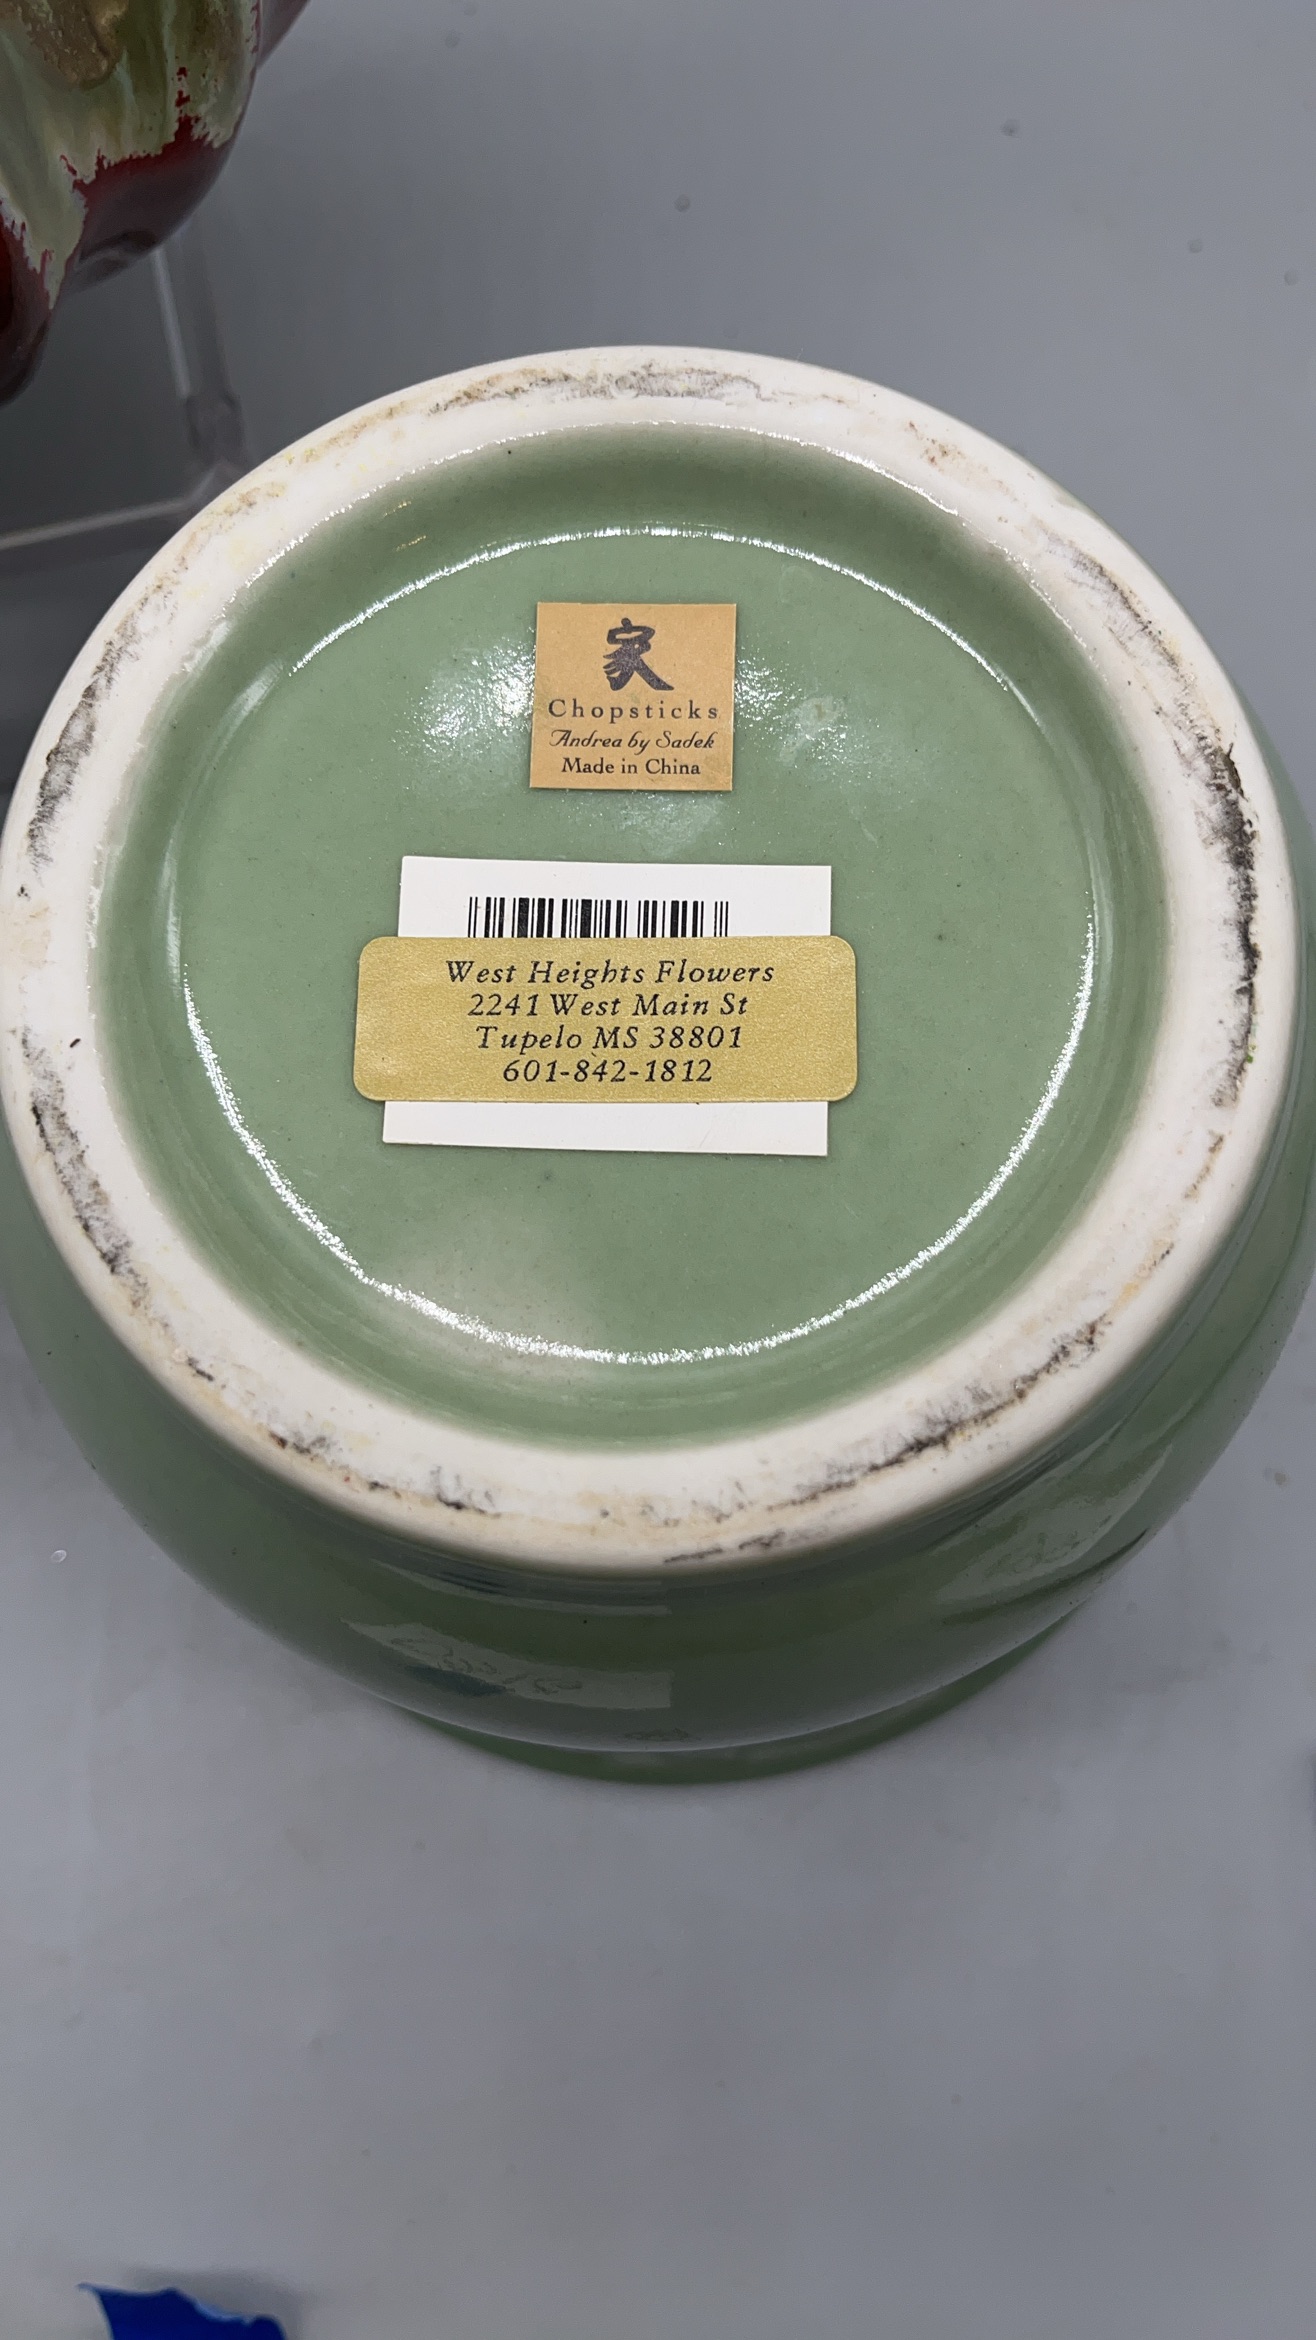 家
Chopsticks
Andrea by Sadek
Made in China
West Heights Flowers
2241 West Main St
Tupelo MS 38801
601-842-1812